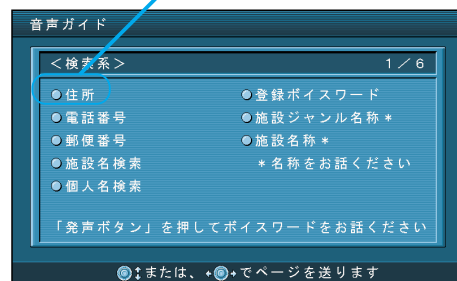 音声ガイド
<検索系> 1/6
●住所 ●登録ボイスワード
●電話番号 ●施設ジャンル名称*
●郵便番号 ●施設名称*
●施設名検索 *名称をお話ください
●個人名検索
「発声ボタン」を押してボイスワードをお話ください
または、でページを送ります